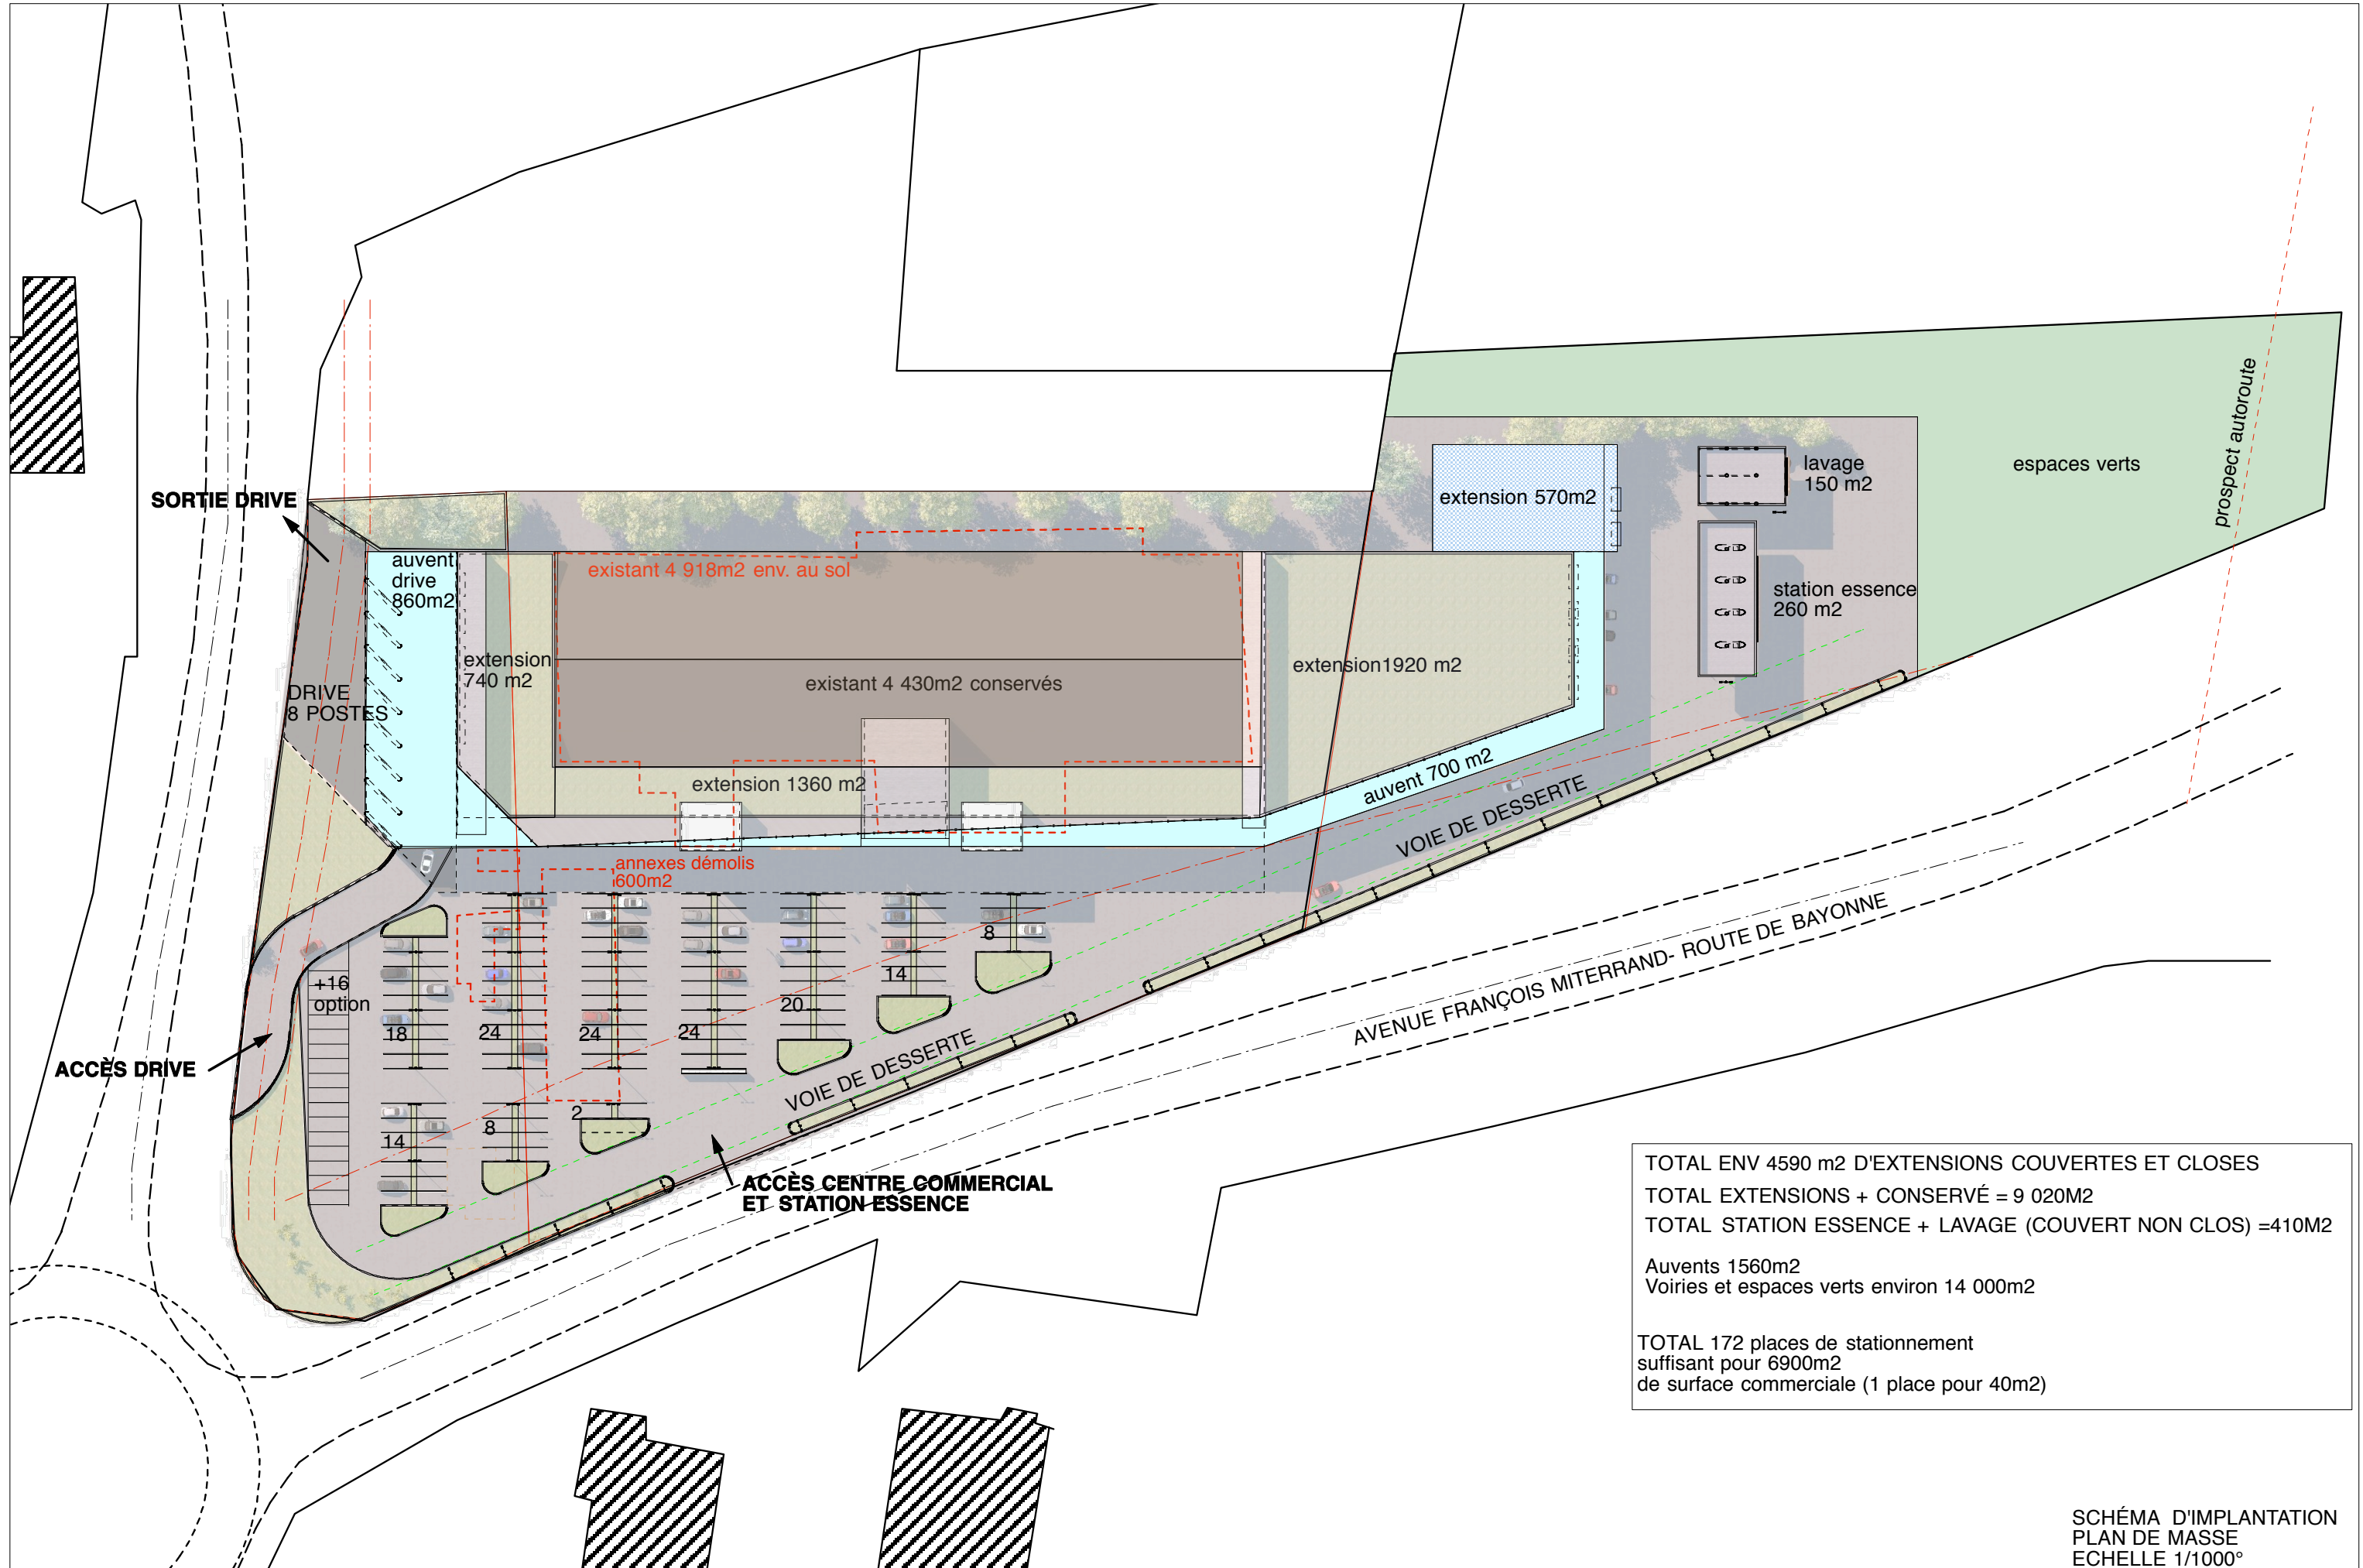 prospect autoroute
espaces verts
lavage
150 m2
SORTIE DRIVE
extension 570m2
auvent
drive
860m2
existant 4 918m2 env. au sol
station essence
260 m2
extension
740 m2
extension1920 m2
existant 4 430m2 conservés
DRIVE
8 POSTES
extension 1360 m2
auvent 700 m2
VOIE DE DESSERTE
annexes démolis
600m2
8
14
+16
option
20
18
24
24
24
AVENUE FRANÇOIS MITERRAND- ROUTE DE BAYONNE
ACCÈS DRIVE
VOIE DE DESSERTE
2
14
8
ACCÈS CENTRE COMMERCIAL
ET STATION ESSENCE
TOTAL ENV 4590 m2 D'EXTENSIONS COUVERTES ET CLOSES
TOTAL EXTENSIONS + CONSERVÉ = 9 020M2
TOTAL STATION ESSENCE + LAVAGE (COUVERT NON CLOS) =410M2
Auvents 1560m2
Voiries et espaces verts environ 14 000m2
TOTAL 172 places de stationnement
suffisant pour 6900m2
de surface commerciale (1 place pour 40m2)
SCHÉMA D'IMPLANTATION
PLAN DE MASSE
ECHELLE 1/1000°